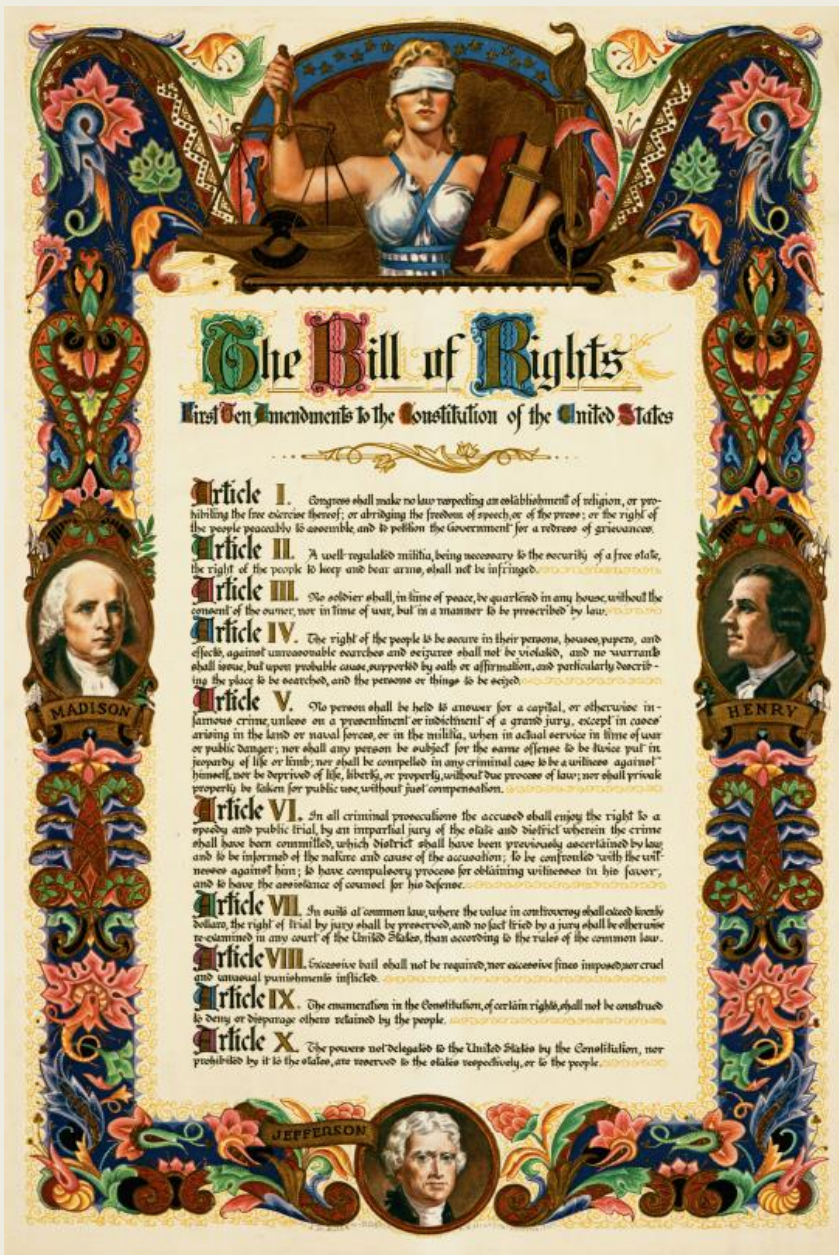 The Bill of Rights
First Ten Amendments to the Constitution of the United States
Article I. Congress shall make no law respecting an establishment of religion, or pro-
hibiting the free exercise thereof; or abridging the freedom of speech, or of the press; or the right of
the people peaceably to assemble, and to petition the Government for a redress of grievances.
Article II. A well regulated militia, being necessary to the security of a free state,
the right of the people to keep and bear arms, shall not be infringed.
Article III. No soldier shall, in time of peace, be quartered in any house, without the
consent of the owner, nor in time of war, but in a manner to be prescribed by law.
Article IV. The right of the people to be secure in their persons, houses, papers, and
effects, against unreasonable searches and seizures shall not be violated, and no warrants
shall issue, but upon probable cause, supported by oath or affirmation, and particularly describ-
ing the place to be searched, and the persons or things to be seized.
Article V. No person shall be held to answer for a capital, or otherwise in-
famous crime, unless on a presentment or indictment of a grand jury, except in cases
arising in the land or naval forces, or in the militia, when in actual service in time of war
or public danger; nor shall any person be subject for the same offense to be twice put in
jeopardy of life or limb; nor shall be compelled in any criminal case to be a witness against
himself, nor be deprived of life, liberty, or property, without due process of law; nor shall private
property be taken for public use, without just compensation.
Article VI. In all criminal prosecutions the accused shall enjoy the right to a
speedy and public trial, by an impartial jury of the state and district wherein the crime
shall have been committed, which district shall have been previously ascertained by law,
and to be informed of the nature and cause of the accusation; to be confronted with the wit-
nesses against him; to have compulsory process for obtaining witnesses in his favor,
and to have the assistance of counsel for his defense.
Article VII. In suits at common law, where the value in controversy shall exceed twenty
dollars, the right of trial by jury shall be preserved, and no fact tried by a jury shall be otherwise
re-examined in any court of the United States, than according to the rules of the common law.
Article VIII. Excessive bail shall not be required, nor excessive fines imposed, nor cruel
and unusual punishments inflicted.
Article IX. The enumeration in the Constitution, of certain rights, shall not be construed
to deny or disparage others retained by the people.
Article X. The powers not delegated to the United States by the Constitution, nor
prohibited by it to the states, are reserved to the states respectively, or to the people.
MADISON
HENRY
JEFFERSON